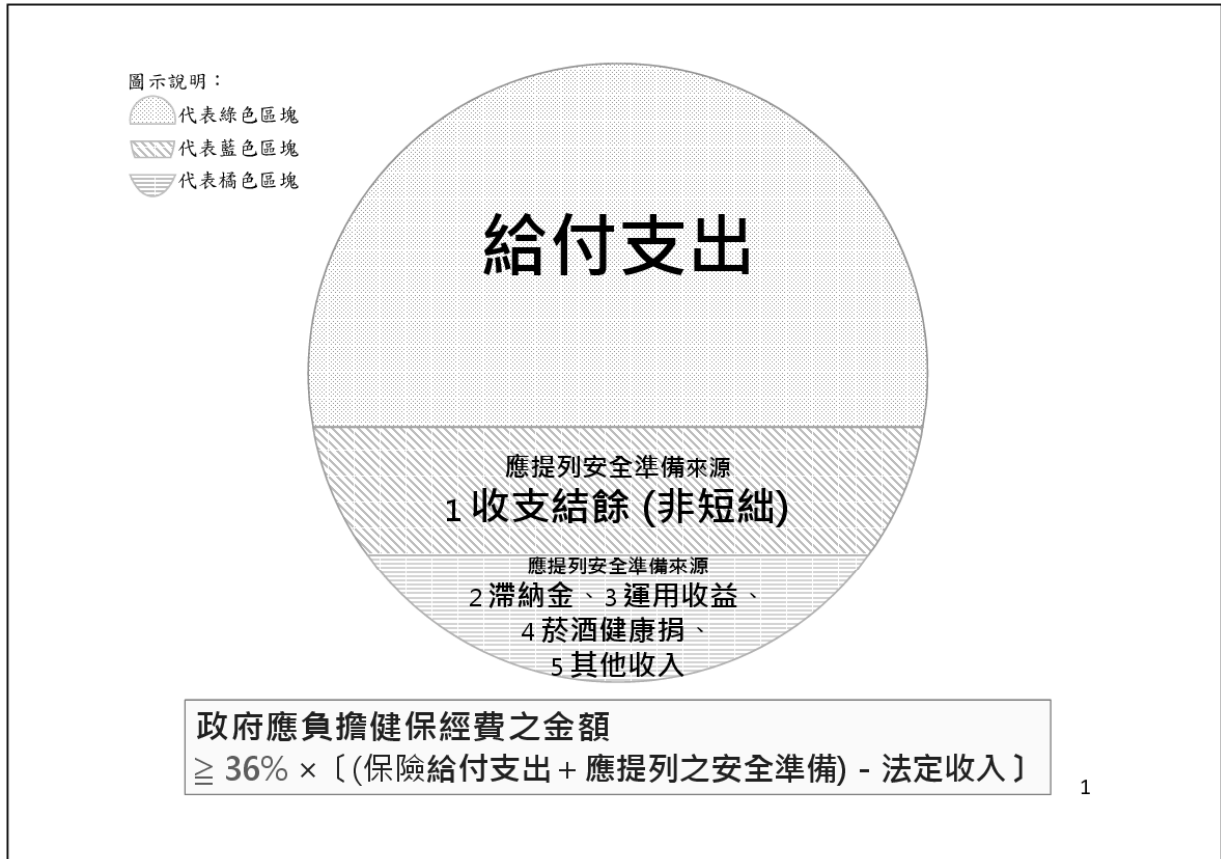 圖示說明：
代表綠色區塊
代表藍色區塊
代表橘色區塊
給付支出
應提列安全準備來源
1 收支結餘 (非短絀)
應提列安全準備來源
2 滯納金、3 運用收益、
4 菸酒健康捐、
5 其他收入
政府應負擔健保經費之金額
≧ 36% ×〔(保險給付支出 + 應提列之安全準備) - 法定收入〕
1